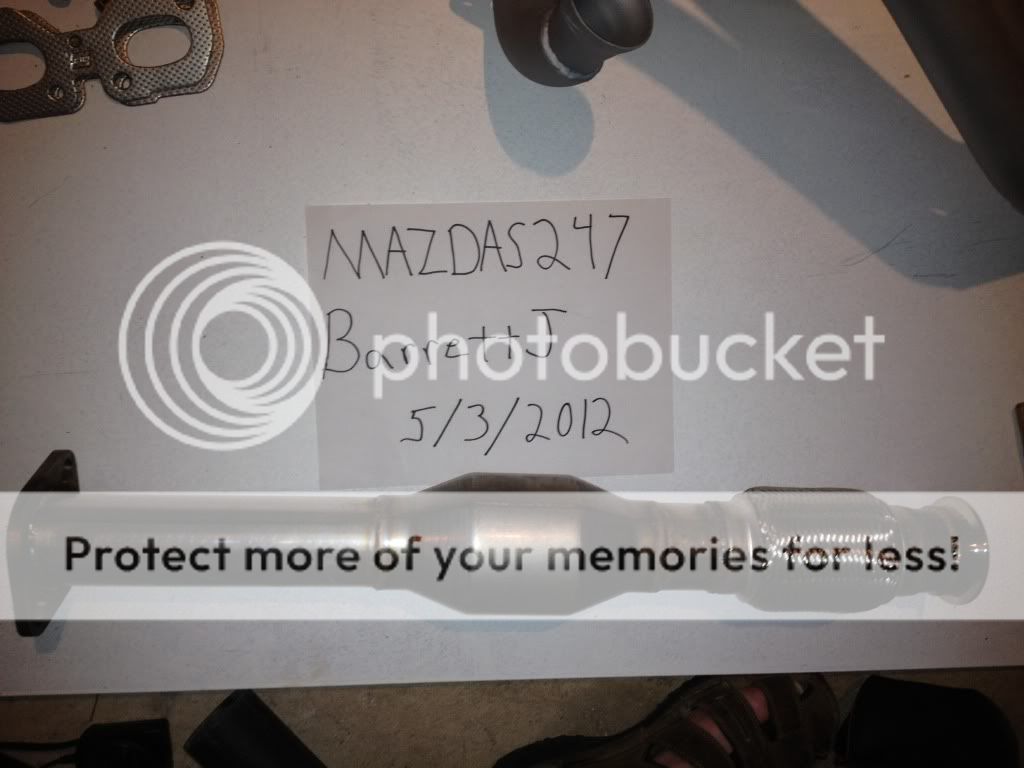 MAZDAS247
BarrettJ
5/3/2012
photobucket
Protect more of your memories for less!